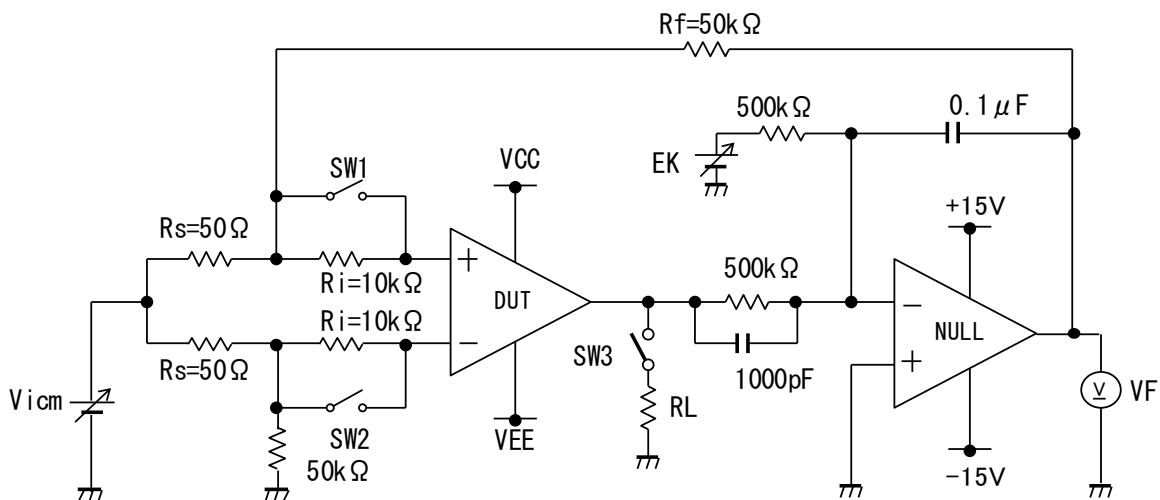 Rf=50kΩ
500kΩ
0.1μF
EK
VCC
SW1
+15V
Rs=50Ω
Ri=10kΩ
500kΩ
DUT
Ri=10kΩ
NULL
SW3
Rs=50Ω
1000pF
Vicm
RL
V
VF
SW2
VEE
50kΩ
-15V